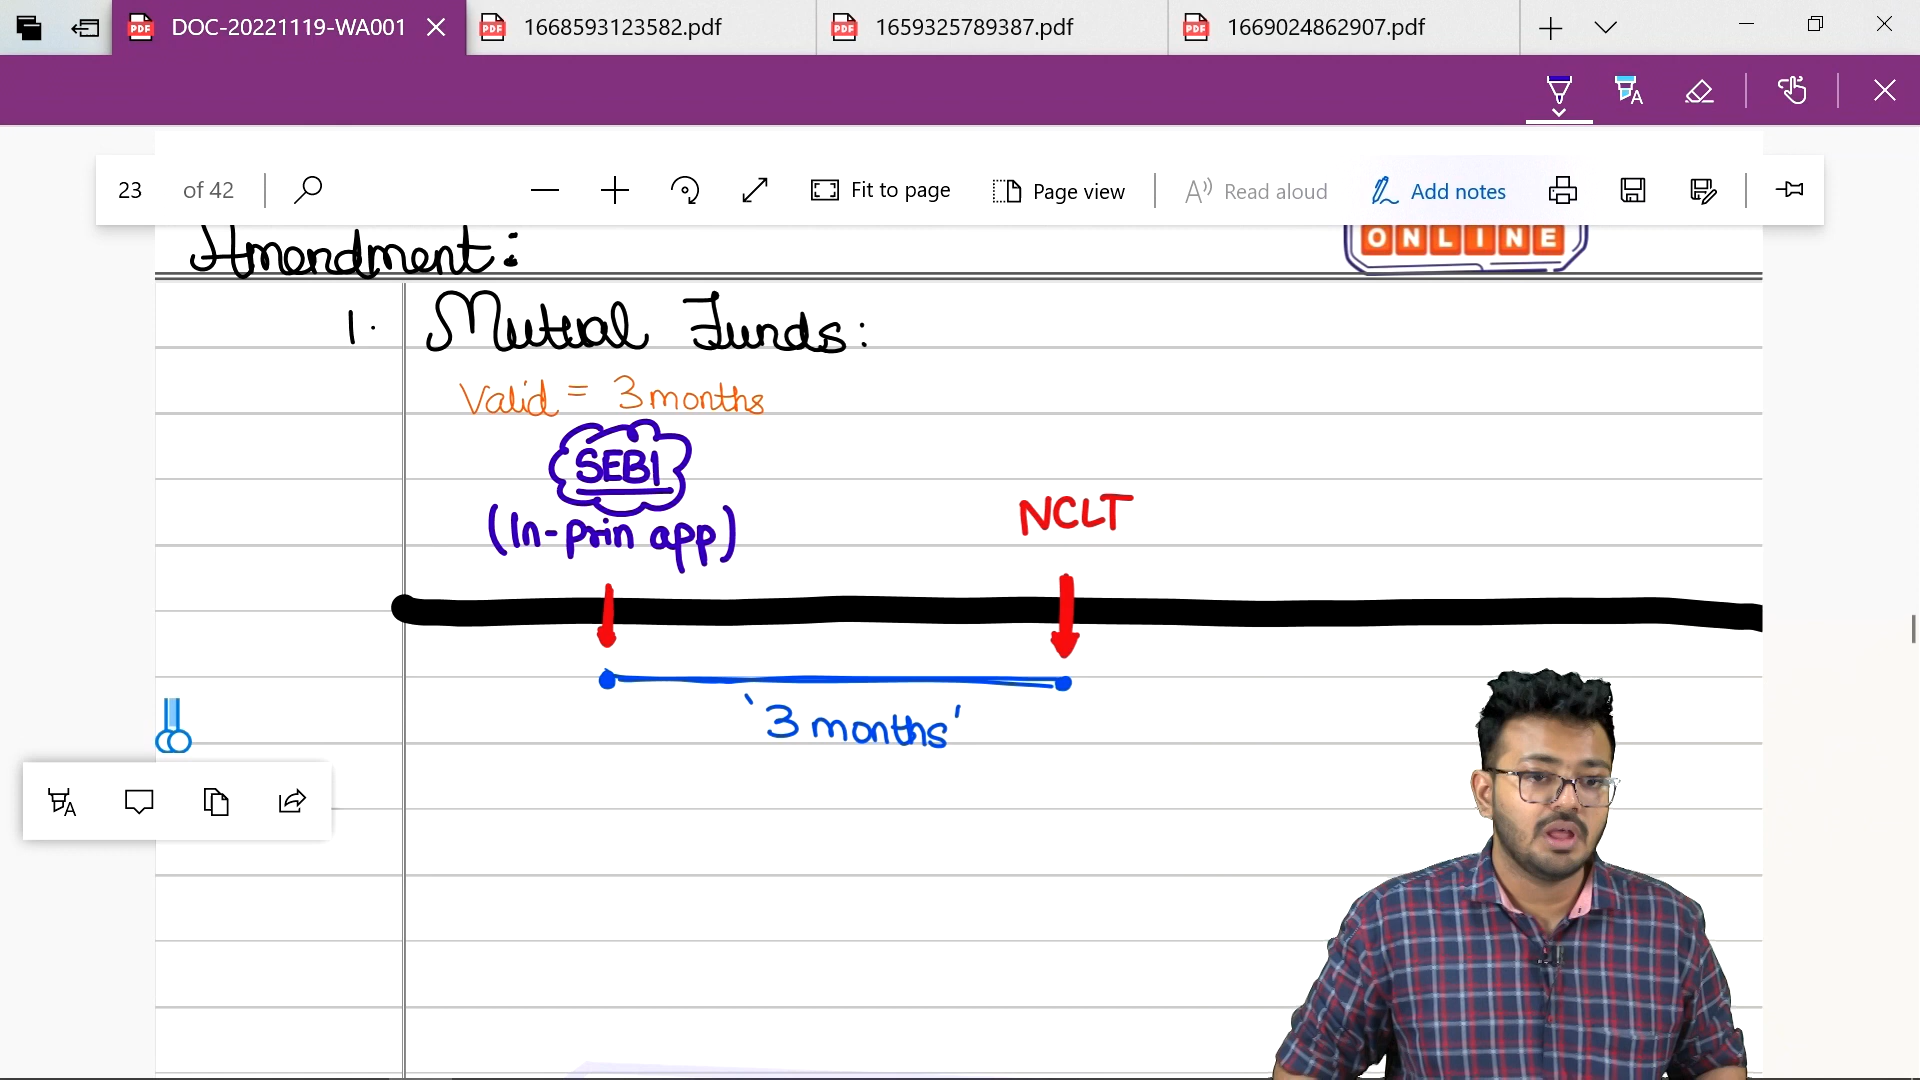 DOC-20221119-WA001
1668593123582.pdf
1659325789387.pdf
1669024862907.pdf
23 of 42
Fit to page
Page view
Read aloud
Add notes
Amendment:
ONLINE
1. Mutual Funds:
Valid = 3 months
SEBI
(In-prin app)
NCLT
'3 months'